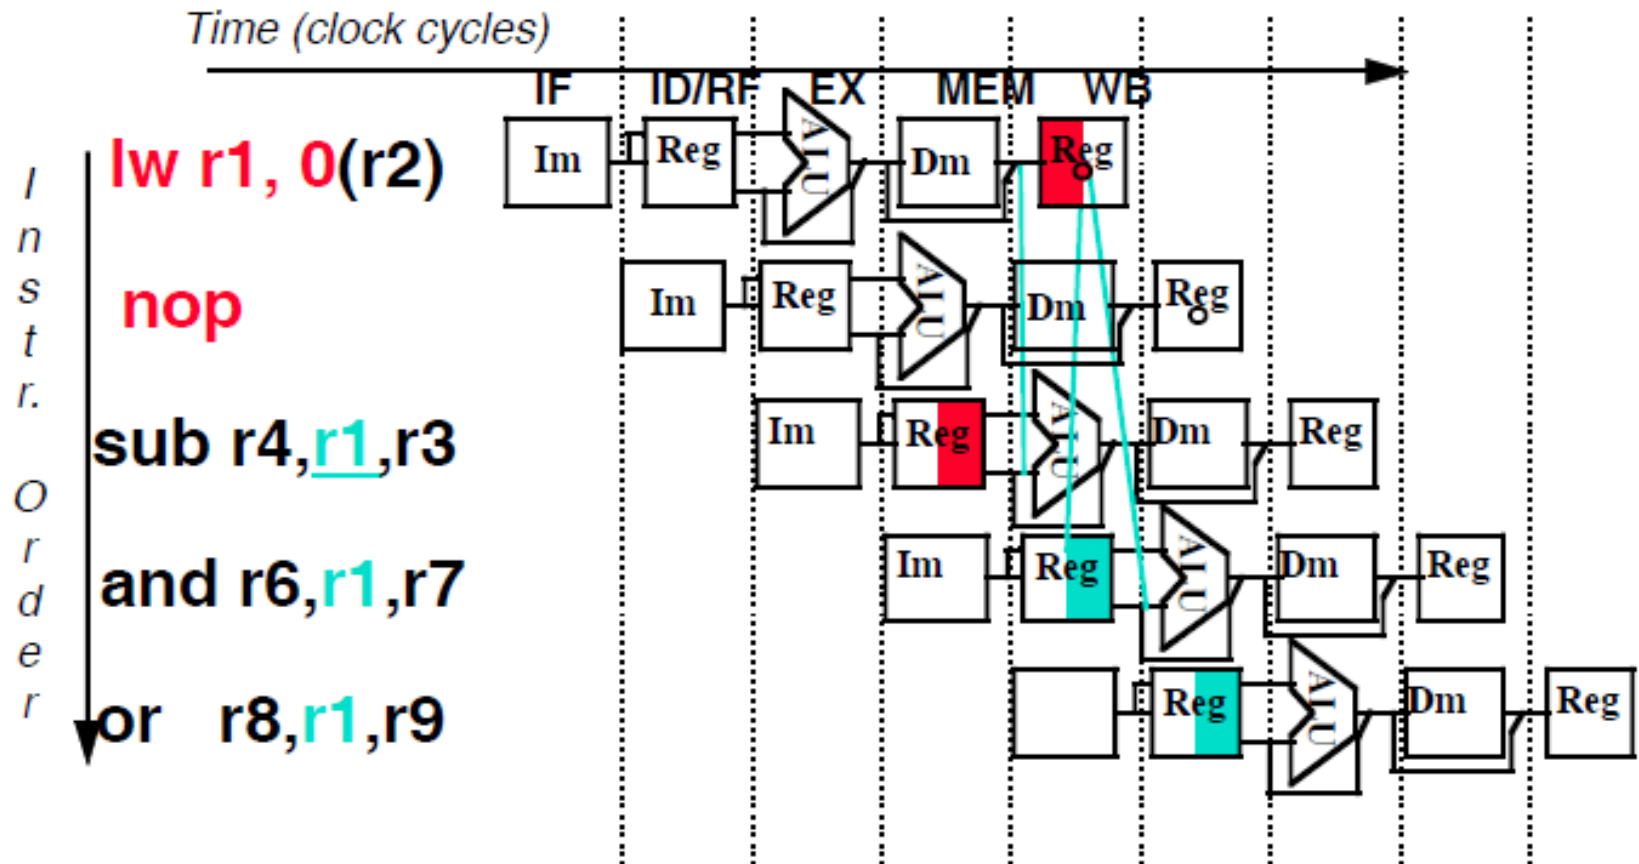 Time (clock cycles)
IF ID/RF EX MEM WB
Instr. Order
lw r1, 0(r2) Im Reg ALU Dm Reg
nop Im Reg ALU Dm Reg
sub r4,r1,r3 Im Reg ALU Dm Reg
and r6,r1,r7 Im Reg ALU Dm Reg
or r8,r1,r9 Reg ALU Dm Reg